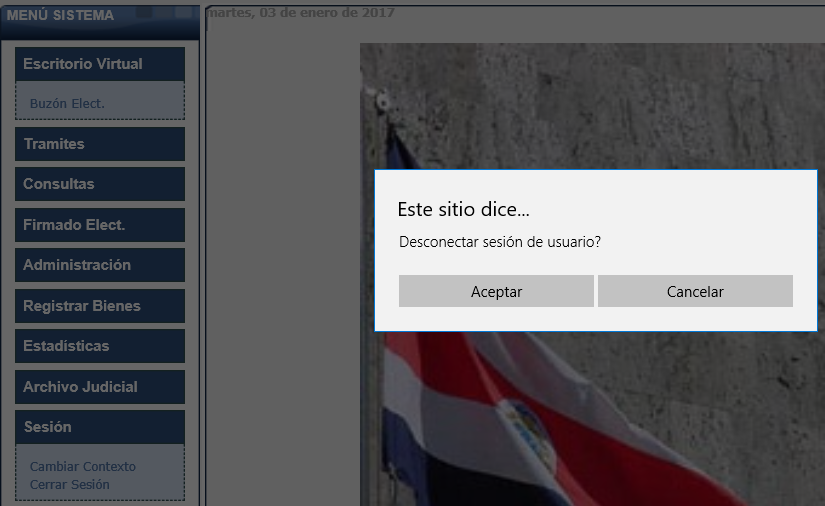 MENÚ SISTEMA
martes, 03 de enero de 2017
Escritorio Virtual
Buzón Elect.
Tramites
Consultas
Firmado Elect.
Administración
Registrar Bienes
Estadísticas
Archivo Judicial
Sesión
Cambiar Contexto
Cerrar Sesión
Este sitio dice...
Desconectar sesión de usuario?
Aceptar
Cancelar